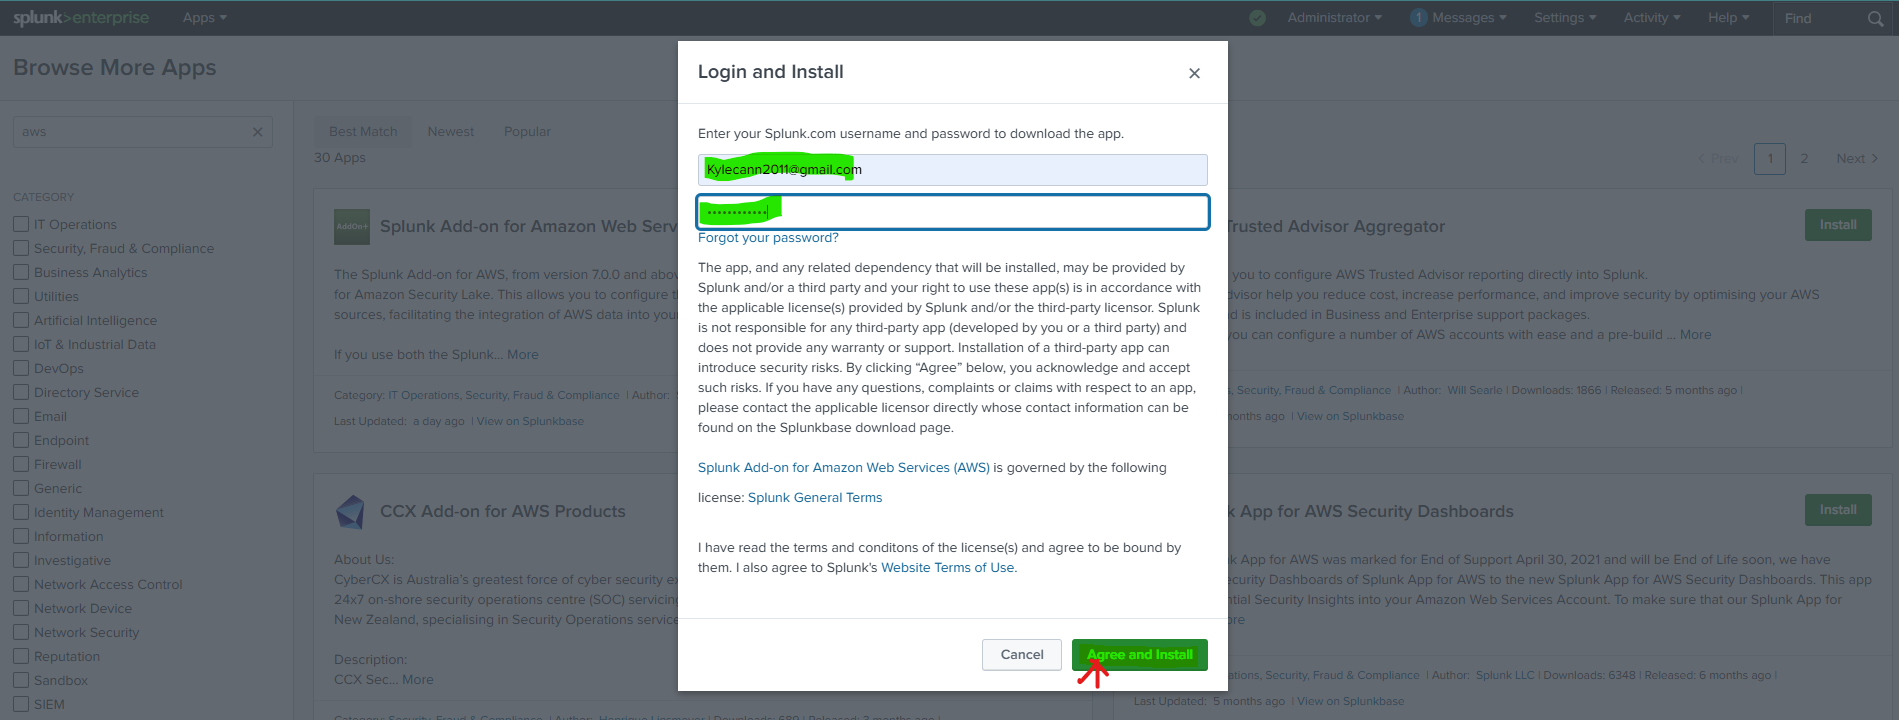 splunk>enterprise Apps Administrator 1 Messages Settings Activity Help Find
Browse More Apps
aws
Best Match Newest Popular
30 Apps
Prev 1 2 Next
CATEGORY
IT Operations
Security, Fraud & Compliance
Business Analytics
Utilities
Artificial Intelligence
IoT & Industrial Data
DevOps
Directory Service
Email
Endpoint
Firewall
Generic
Identity Management
Information
Investigative
Network Access Control
Network Device
Network Security
Reputation
Sandbox
SIEM
AddOn+
Splunk Add-on for Amazon Web Serv
The Splunk Add-on for AWS, from version 7.0.0 and abov
for Amazon Security Lake. This allows you to configure t
sources, facilitating the integration of AWS data into your
If you use both the Splunk... More
Category: IT Operations, Security, Fraud & Compliance | Author:
Last Updated: a day ago | View on Splunkbase
CCX Add-on for AWS Products
About Us:
CyberCX is Australia's greatest force of cyber security ex
24x7 on-shore security operations centre (SOC) servicing
New Zealand, specialising in Security Operations service
Description:
CCX Sec... More
Category: Security, Fraud & Compliance | Author: Henrique | Downloads: 689 | Released: 3 months ago |
Login and Install
Enter your Splunk.com username and password to download the app.
Kylecann2011@gmail.com
••••••••••••
Forgot your password?
The app, and any related dependency that will be installed, may be provided by
Splunk and/or a third party and your right to use these app(s) is in accordance with
the applicable license(s) provided by Splunk and/or the third-party licensor. Splunk
is not responsible for any third-party app (developed by you or a third party) and
does not provide any warranty or support. Installation of a third-party app can
introduce security risks. By clicking “Agree” below, you acknowledge and accept
such risks. If you have any questions, complaints or claims with respect to an app,
please contact the applicable licensor directly whose contact information can be
found on the Splunkbase download page.
Splunk Add-on for Amazon Web Services (AWS) is governed by the following
license: Splunk General Terms
I have read the terms and conditons of the license(s) and agree to be bound by
them. I also agree to Splunk's Website Terms of Use.
Cancel Agree and Install
Trusted Advisor Aggregator
Install
you to configure AWS Trusted Advisor reporting directly into Splunk.
dvisor help you reduce cost, increase performance, and improve security by optimising your AWS
d is included in Business and Enterprise support packages.
you can configure a number of AWS accounts with ease and a pre-build ... More
s, Security, Fraud & Compliance | Author: Will Searle | Downloads: 1866 | Released: 5 months ago |
onths ago | View on Splunkbase
k App for AWS Security Dashboards
Install
nk App for AWS was marked for End of Support April 30, 2021 and will be End of Life soon, we have
ecurity Dashboards of Splunk App for AWS to the new Splunk App for AWS Security Dashboards. This app
ntial Security Insights into your Amazon Web Services Account. To make sure that our Splunk App for
ore
ations, Security, Fraud & Compliance | Author: Splunk LLC | Downloads: 6348 | Released: 6 months ago |
Last Updated: 5 months ago | View on Splunkbase